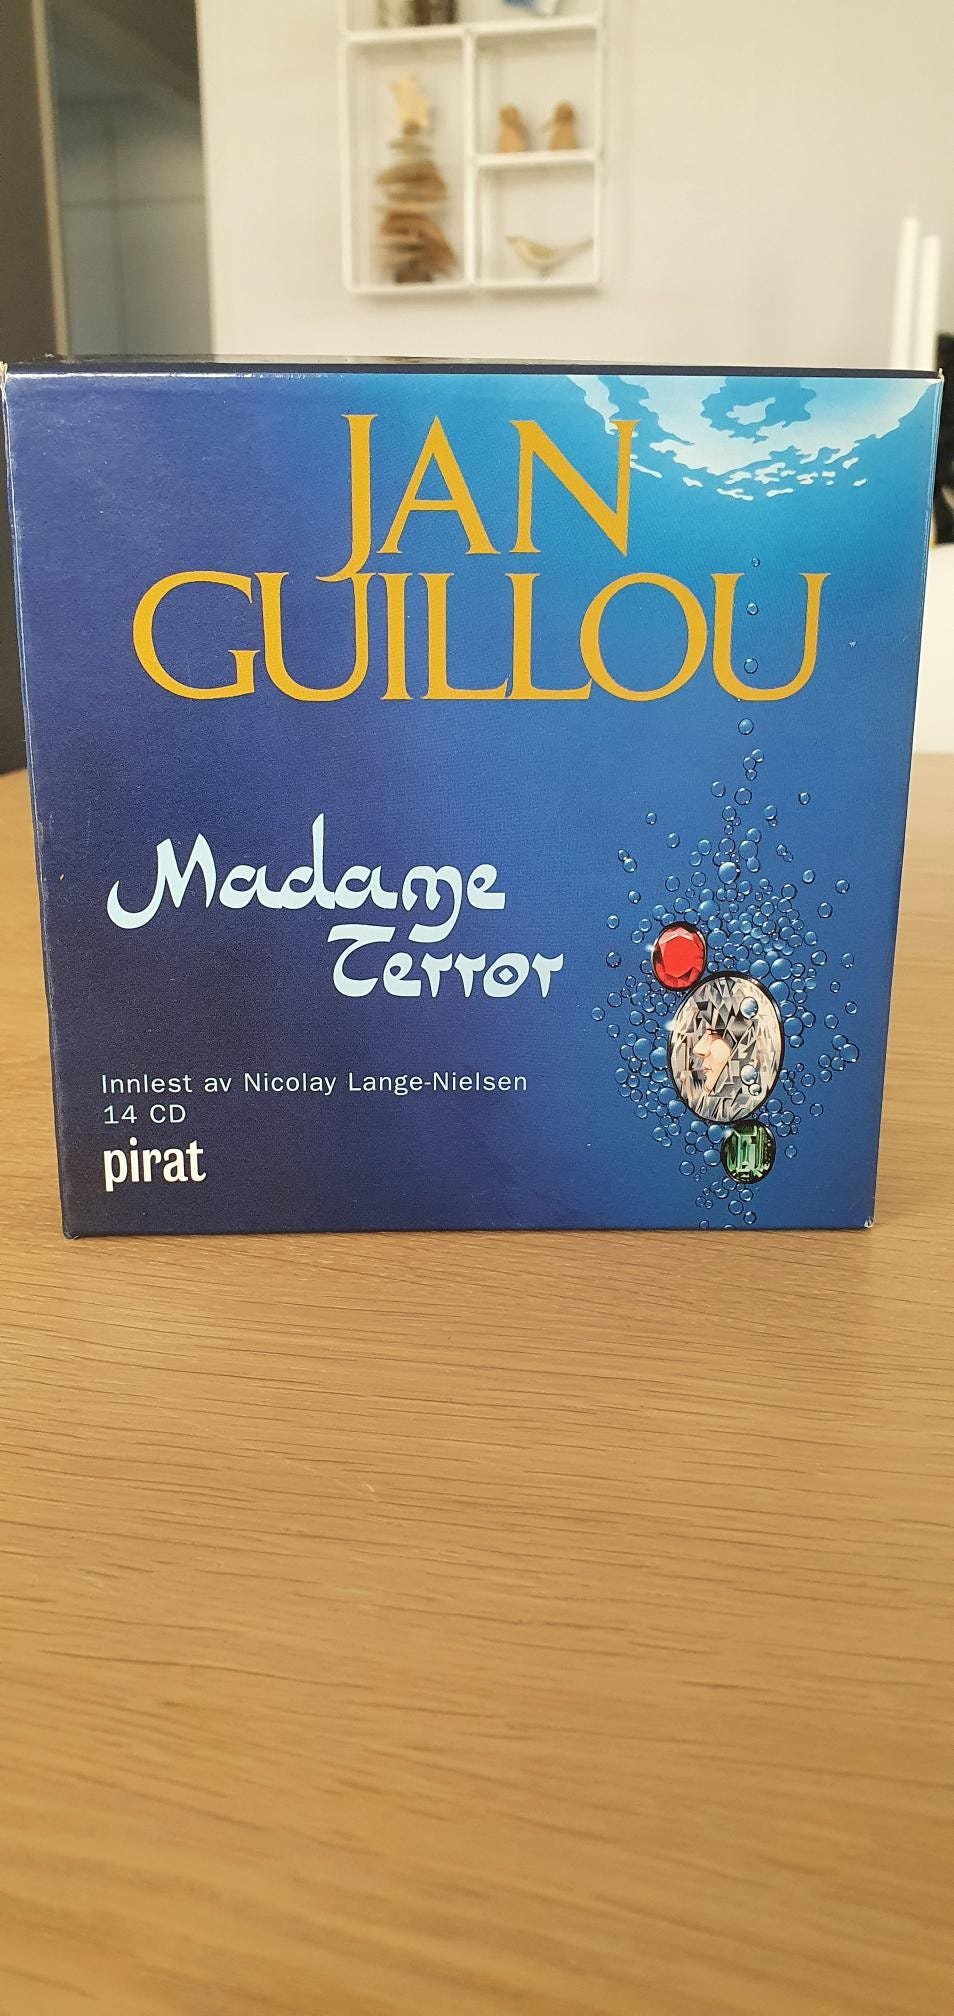 JAN
GUILLOU
Madame
Terror
Innlest av Nicolay Lange-Nielsen
14 CD
pirat